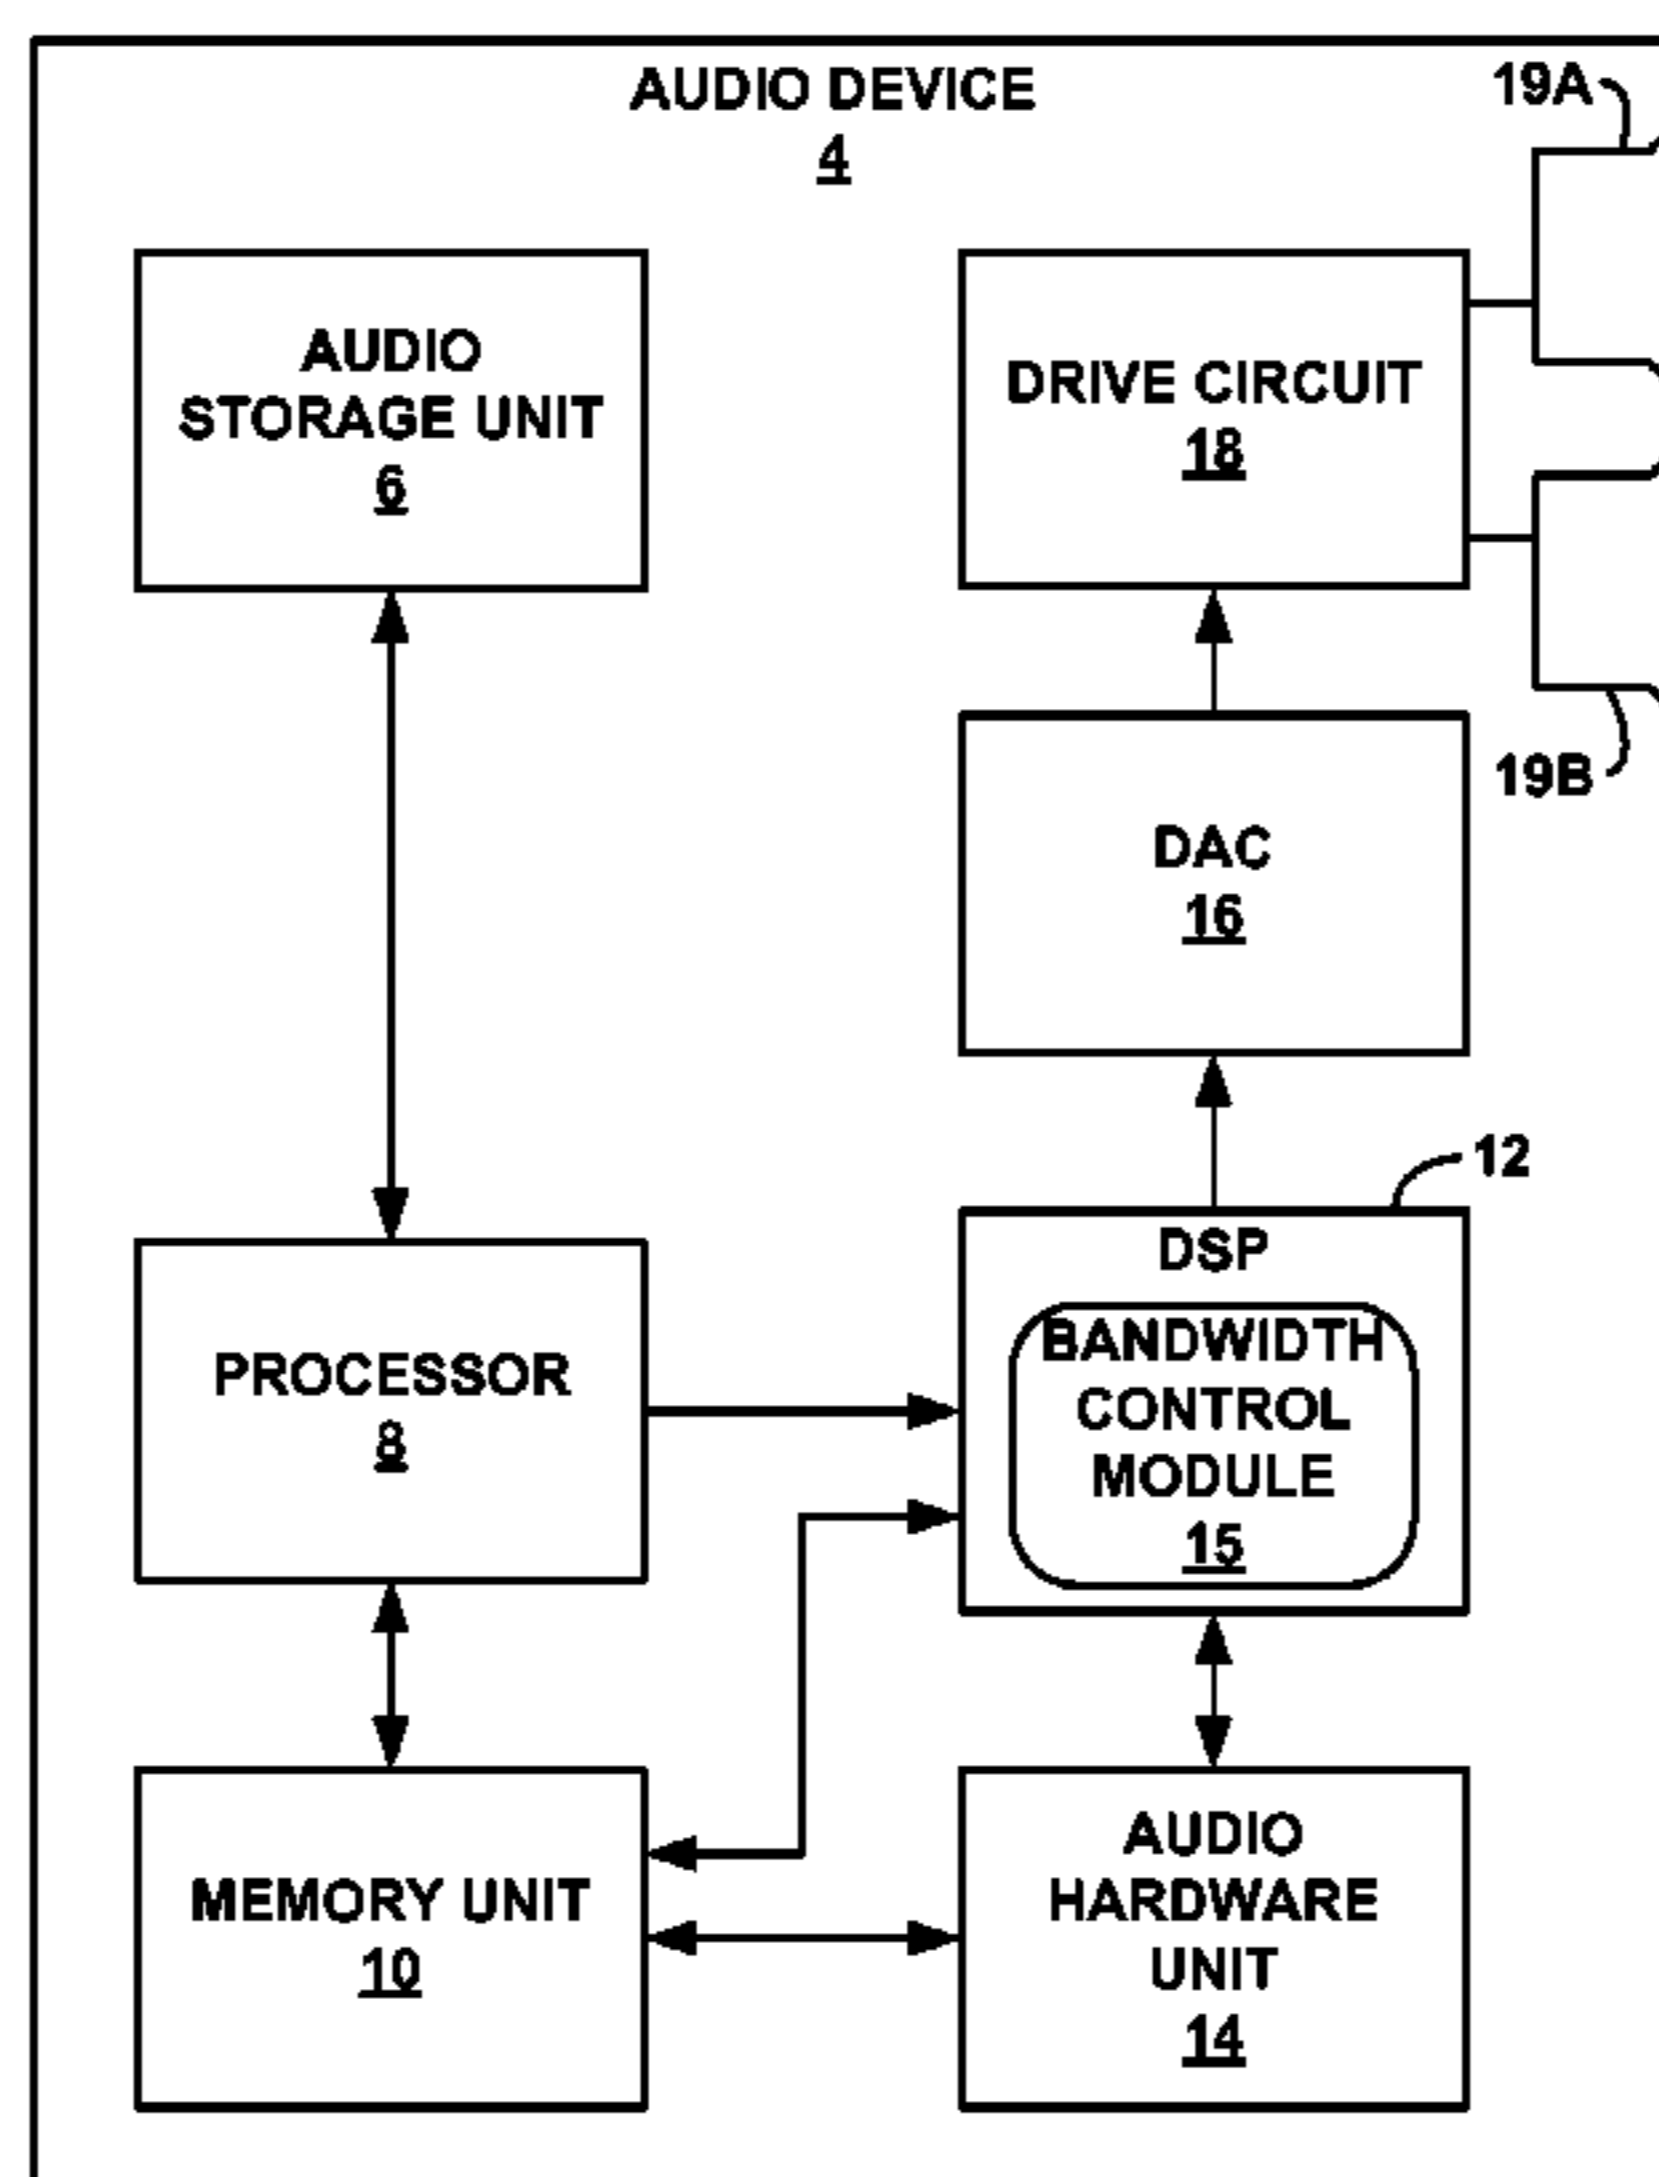 AUDIO DEVICE
4
19A
AUDIO
STORAGE UNIT
6
DRIVE CIRCUIT
18
19B
DAC
16
12
DSP
BANDWIDTH
CONTROL
MODULE
15
PROCESSOR
8
MEMORY UNIT
10
AUDIO
HARDWARE
UNIT
14